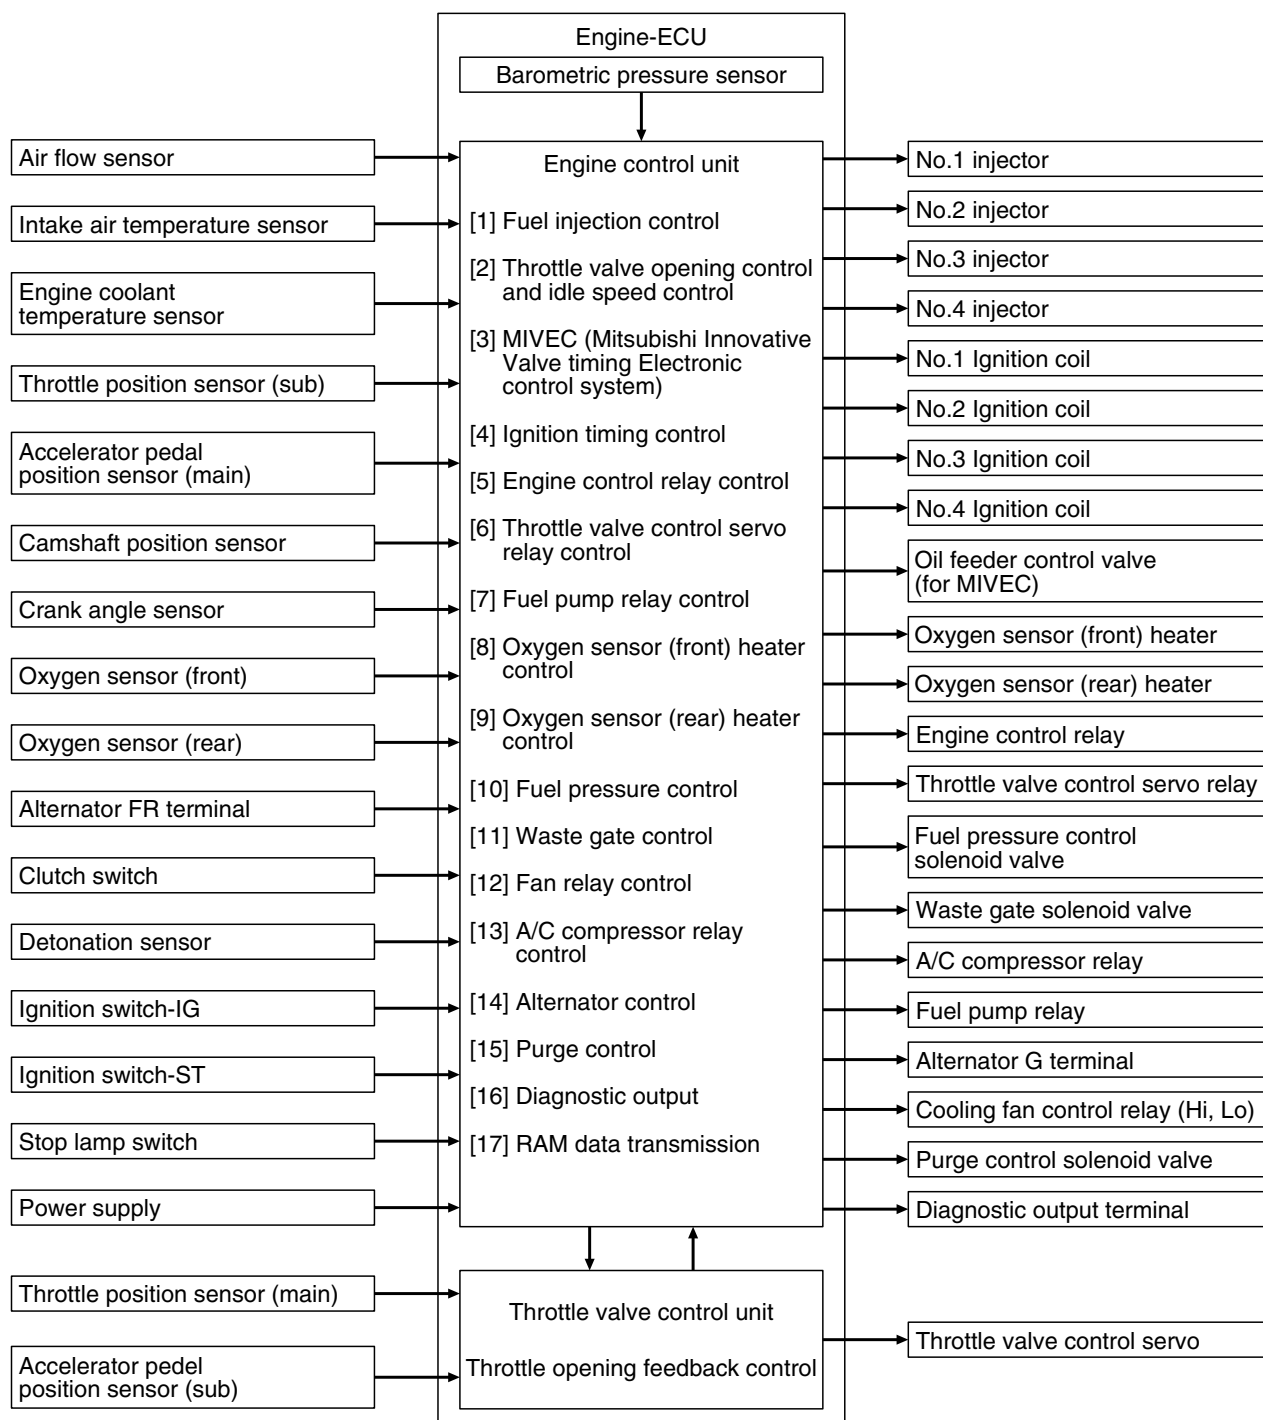 Engine-ECU
Barometric pressure sensor
Air flow sensor
Intake air temperature sensor
Engine coolant
temperature sensor
Throttle position sensor (sub)
Accelerator pedal
position sensor (main)
Camshaft position sensor
Crank angle sensor
Oxygen sensor (front)
Oxygen sensor (rear)
Alternator FR terminal
Clutch switch
Detonation sensor
Ignition switch-IG
Ignition switch-ST
Stop lamp switch
Power supply
Throttle position sensor (main)
Accelerator pedel
position sensor (sub)
Engine control unit
[1] Fuel injection control
[2] Throttle valve opening control
and idle speed control
[3] MIVEC (Mitsubishi Innovative
Valve timing Electronic
control system)
[4] Ignition timing control
[5] Engine control relay control
[6] Throttle valve control servo
relay control
[7] Fuel pump relay control
[8] Oxygen sensor (front) heater
control
[9] Oxygen sensor (rear) heater
control
[10] Fuel pressure control
[11] Waste gate control
[12] Fan relay control
[13] A/C compressor relay
control
[14] Alternator control
[15] Purge control
[16] Diagnostic output
[17] RAM data transmission
Throttle valve control unit
Throttle opening feedback control
No.1 injector
No.2 injector
No.3 injector
No.4 injector
No.1 Ignition coil
No.2 Ignition coil
No.3 Ignition coil
No.4 Ignition coil
Oil feeder control valve
(for MIVEC)
Oxygen sensor (front) heater
Oxygen sensor (rear) heater
Engine control relay
Throttle valve control servo relay
Fuel pressure control
solenoid valve
Waste gate solenoid valve
A/C compressor relay
Fuel pump relay
Alternator G terminal
Cooling fan control relay (Hi, Lo)
Purge control solenoid valve
Diagnostic output terminal
Throttle valve control servo